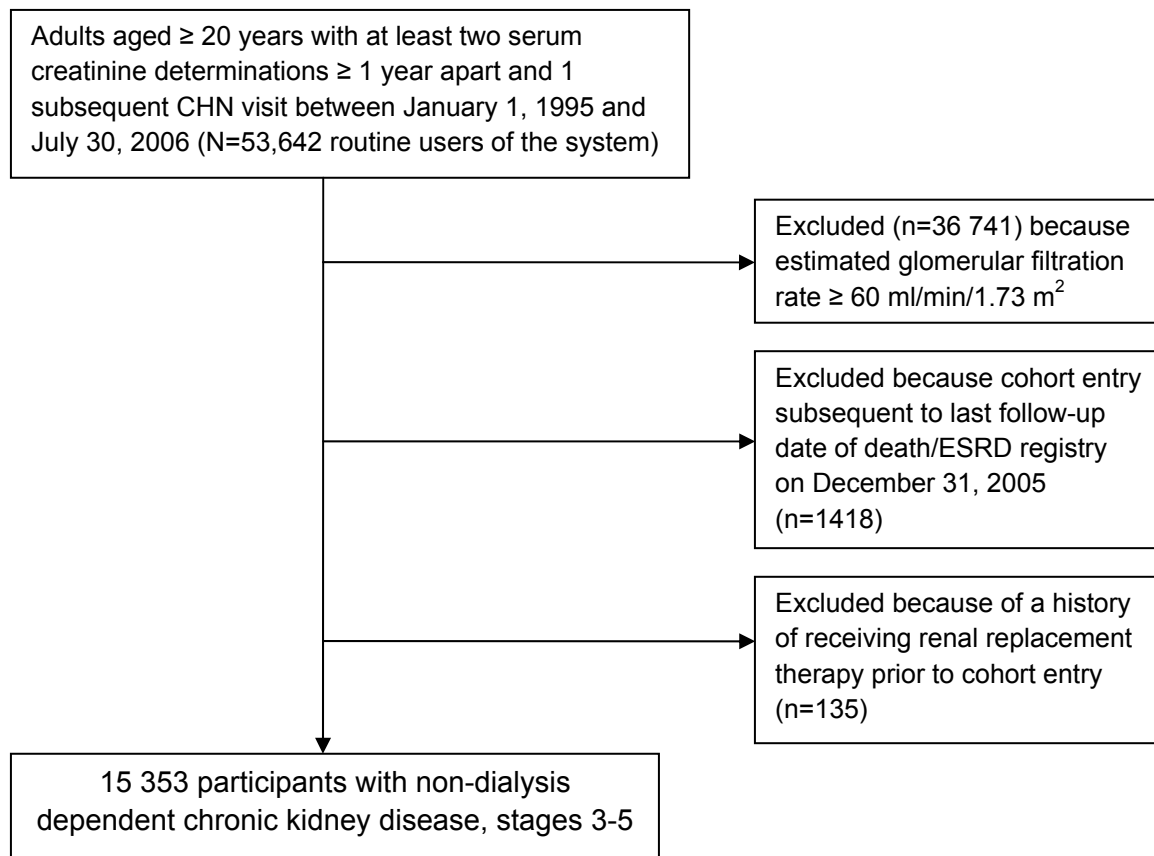 Adults aged ≥ 20 years with at least two serum
creatinine determinations ≥ 1 year apart and 1
subsequent CHN visit between January 1, 1995 and
July 30, 2006 (N=53,642 routine users of the system)
Excluded (n=36 741) because
estimated glomerular filtration
rate ≥ 60 ml/min/1.73 m²
Excluded because cohort entry
subsequent to last follow-up
date of death/ESRD registry
on December 31, 2005
(n=1418)
Excluded because of a history
of receiving renal replacement
therapy prior to cohort entry
(n=135)
15 353 participants with non-dialysis
dependent chronic kidney disease, stages 3-5